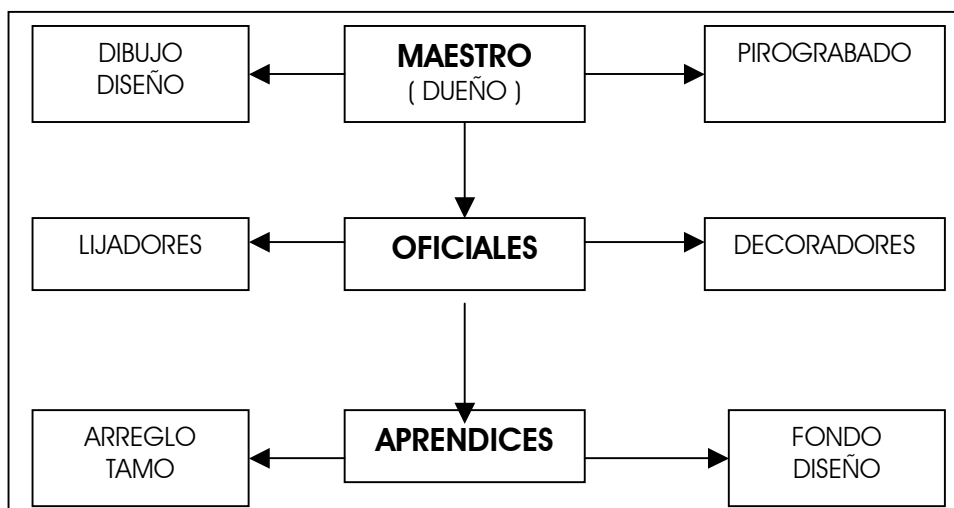 DIBUJO
DISEÑO
MAESTRO
( DUEÑO )
PIROGRABADO
LIJADORES
OFICIALES
DECORADORES
ARREGLO
TAMO
APRENDICES
FONDO
DISEÑO